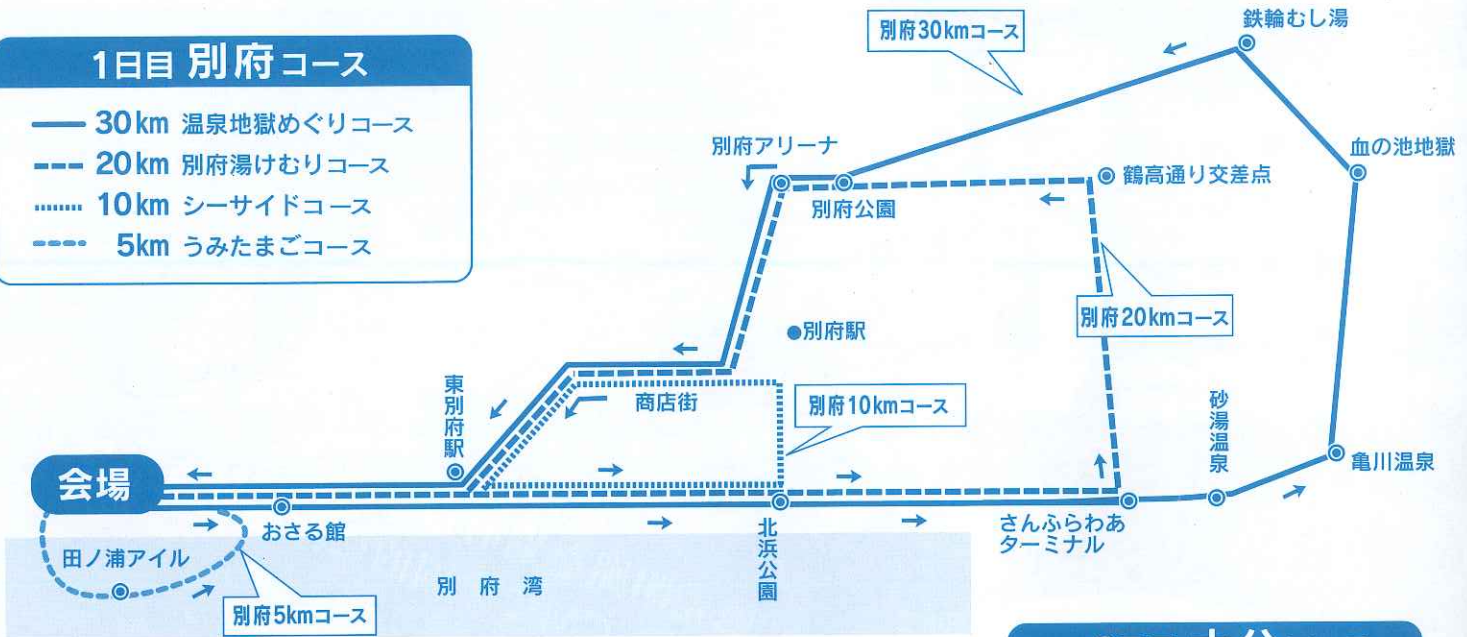 1日目 別府コース
30km 温泉地獄めぐりコース
20km 別府湯けむりコース
10km シーサイドコース
5km うみたまごコース
別府30kmコース
鉄輪むし湯
別府アリーナ
血の池地獄
鶴高通り交差点
別府公園
別府20kmコース
別府駅
東別府駅
商店街
別府10kmコース
砂湯温泉
亀川温泉
会場
おさる館
さんふらわあ
ターミナル
北浜公園
田ノ浦アイル
別府湾
別府5kmコース